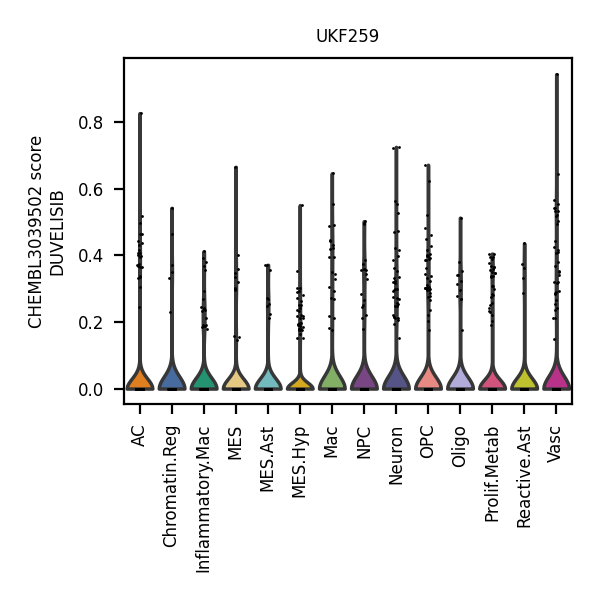 UKF259
CHEMBL3039502 score
DUVELISIB
0.8
0.6
0.4
0.2
0.0
AC
Chromatin.Reg
Inflammatory.Mac
MES
MES.Ast
MES.Hyp
Mac
NPC
Neuron
OPC
Oligo
Prolif.Metab
Reactive.Ast
Vasc